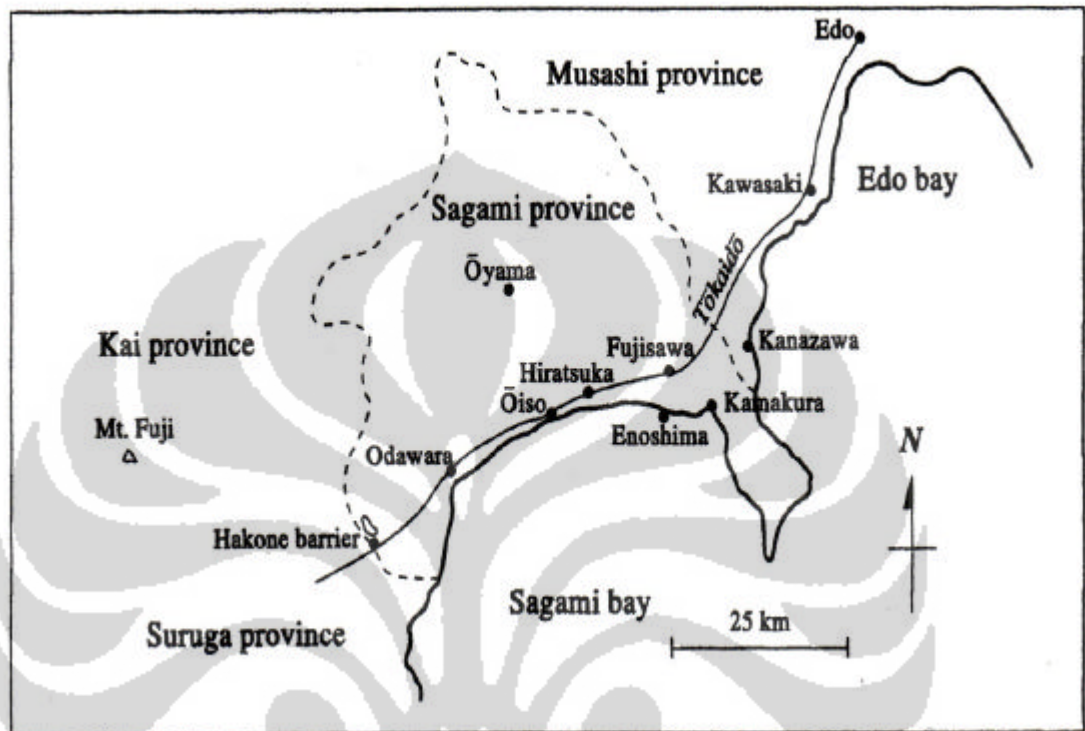 Edo
Musashi province
Kawasaki
Edo bay
Sagami province
Ōyama
Tōkaidō
Kai province
Fujisawa
Kanazawa
Hiratsuka
Ōiso
Kamakura
Mt. Fuji
Enoshima
Odawara
N
Hakone barrier
Sagami bay
25 km
Suruga province